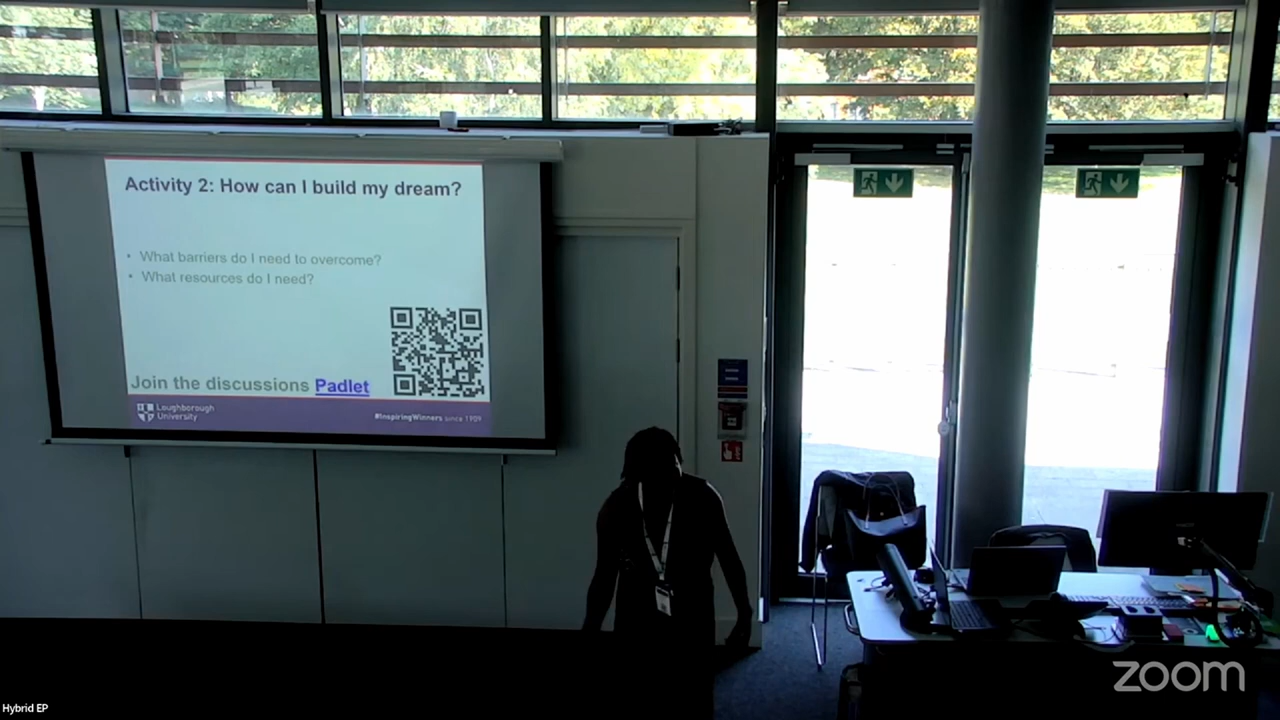 Activity 2: How can I build my dream?
• What barriers do I need to overcome?
• What resources do I need?
Join the discussions Padlet
Loughborough
University
#InspiringWinners since 1909
zoom
Hybrid EP